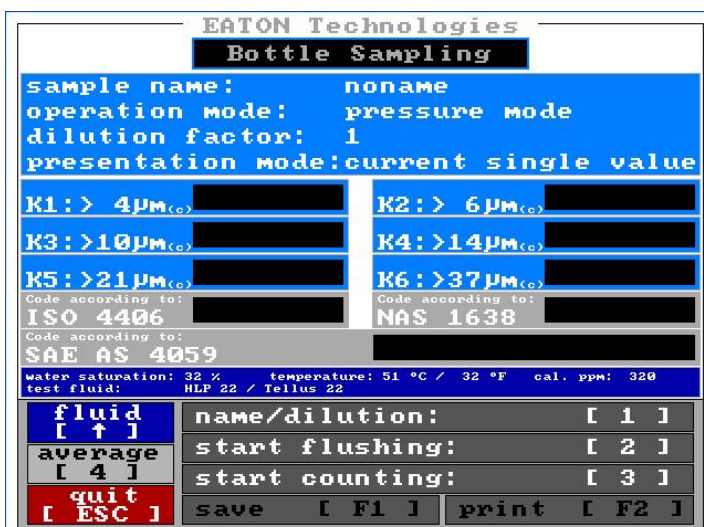 EATON Technologies
Bottle Sampling
sample name: noname
operation mode: pressure mode
dilution factor: 1
presentation mode:current single value
K1:> 4µm(c)
K2:> 6µm(c)
K3:>10µm(c)
K4:>14µm(c)
K5:>21µm(c)
K6:>37µm(c)
Code according to:
ISO 4406
Code according to:
NAS 1638
Code according to:
SAE AS 4059
water saturation: 32 % temperature: 51 °C / 32 °F cal. ppm: 320
test fluid: HLP 22 / Tellus 22
fluid
[ ↑ ]
average
[ 4 ]
quit
[ ESC ]
name/dilution: [ 1 ]
start flushing: [ 2 ]
start counting: [ 3 ]
save [ F1 ] print [ F2 ]